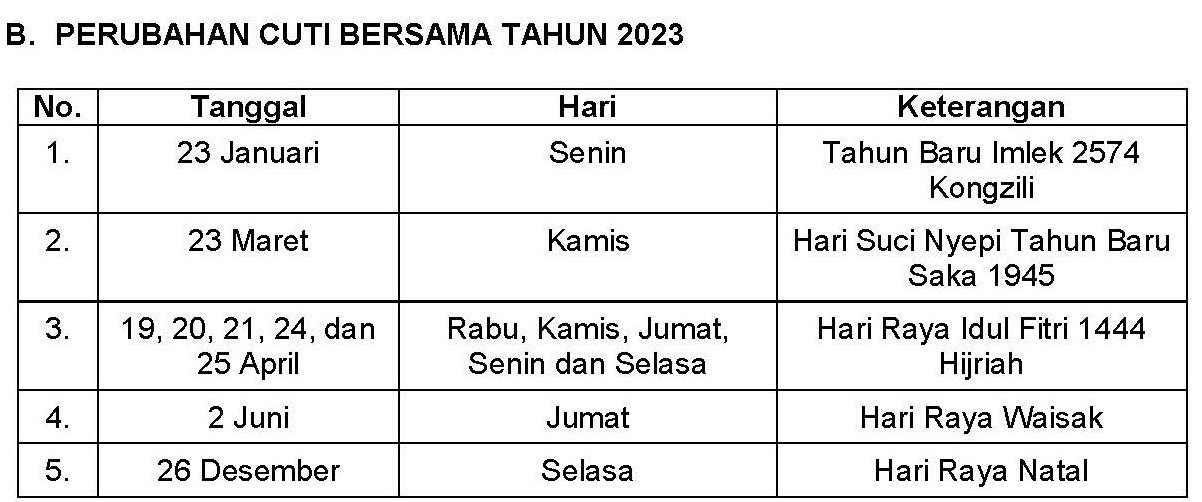 B. PERUBAHAN CUTI BERSAMA TAHUN 2023
No. Tanggal Hari Keterangan
1. 23 Januari Senin Tahun Baru Imlek 2574
Kongzili
2. 23 Maret Kamis Hari Suci Nyepi Tahun Baru
Saka 1945
3. 19, 20, 21, 24, dan Rabu, Kamis, Jumat, Hari Raya Idul Fitri 1444
25 April Senin dan Selasa Hijriah
4. 2 Juni Jumat Hari Raya Waisak
5. 26 Desember Selasa Hari Raya Natal